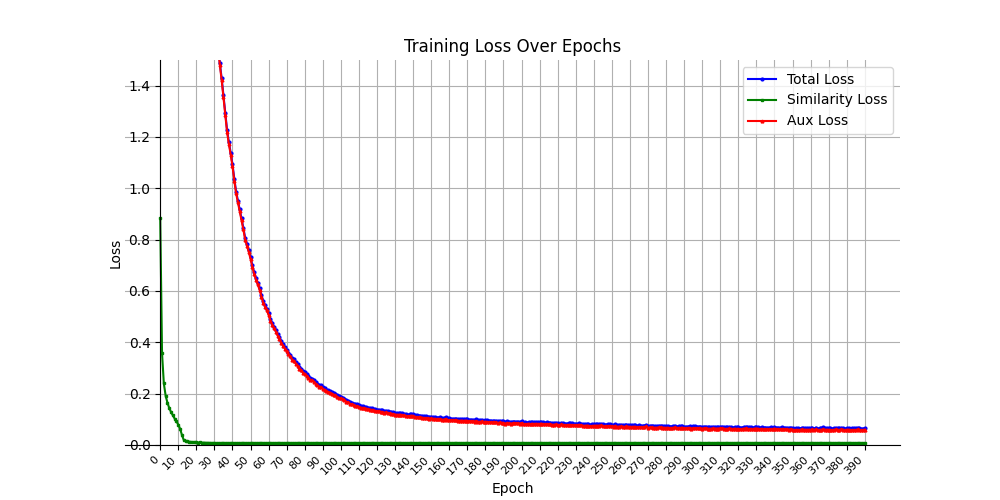 Training Loss Over Epochs
Total Loss
Similarity Loss
Aux Loss
Loss
1.4
1.2
1.0
0.8
0.6
0.4
0.2
0.0
0 10 20 30 40 50 60 70 80 90 100 110 120 130 140 150 160 170 180 190 200 210 220 230 240 250 260 270 280 290 300 310 320 330 340 350 360 370 380 390
Epoch